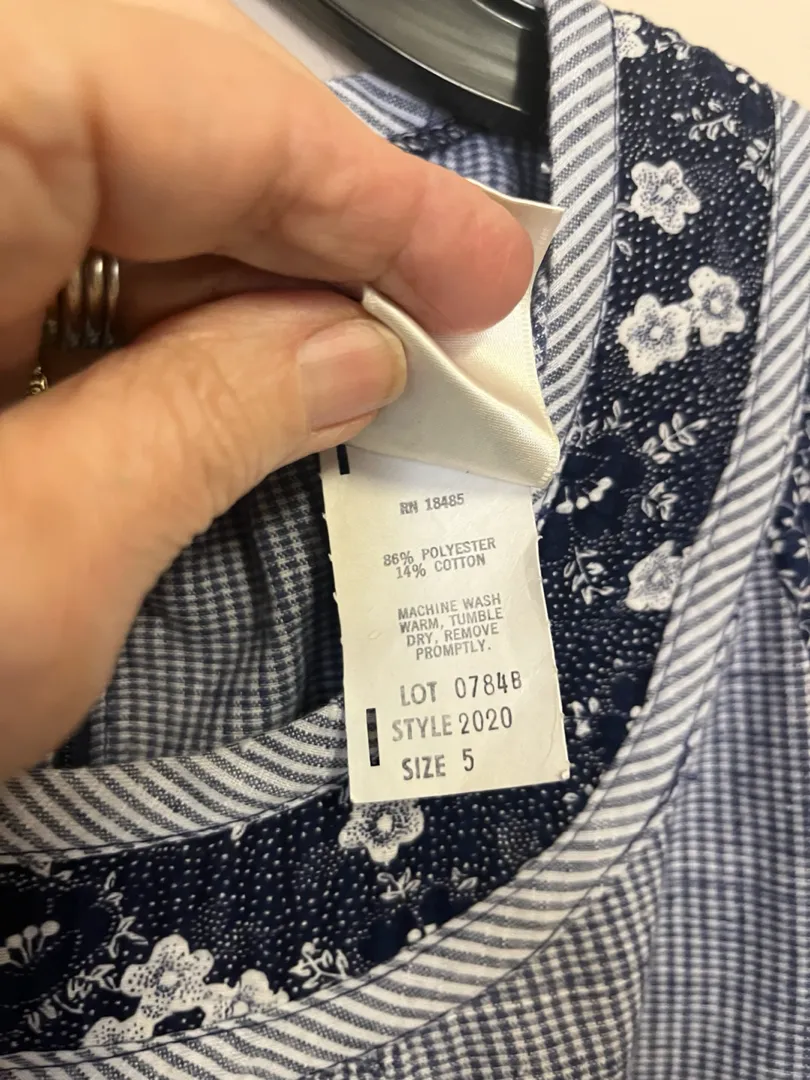 RN 18485
86% POLYESTER
14% COTTON
MACHINE WASH
WARM, TUMBLE
DRY, REMOVE
PROMPTLY.
LOT 0784B
STYLE 2020
SIZE 5